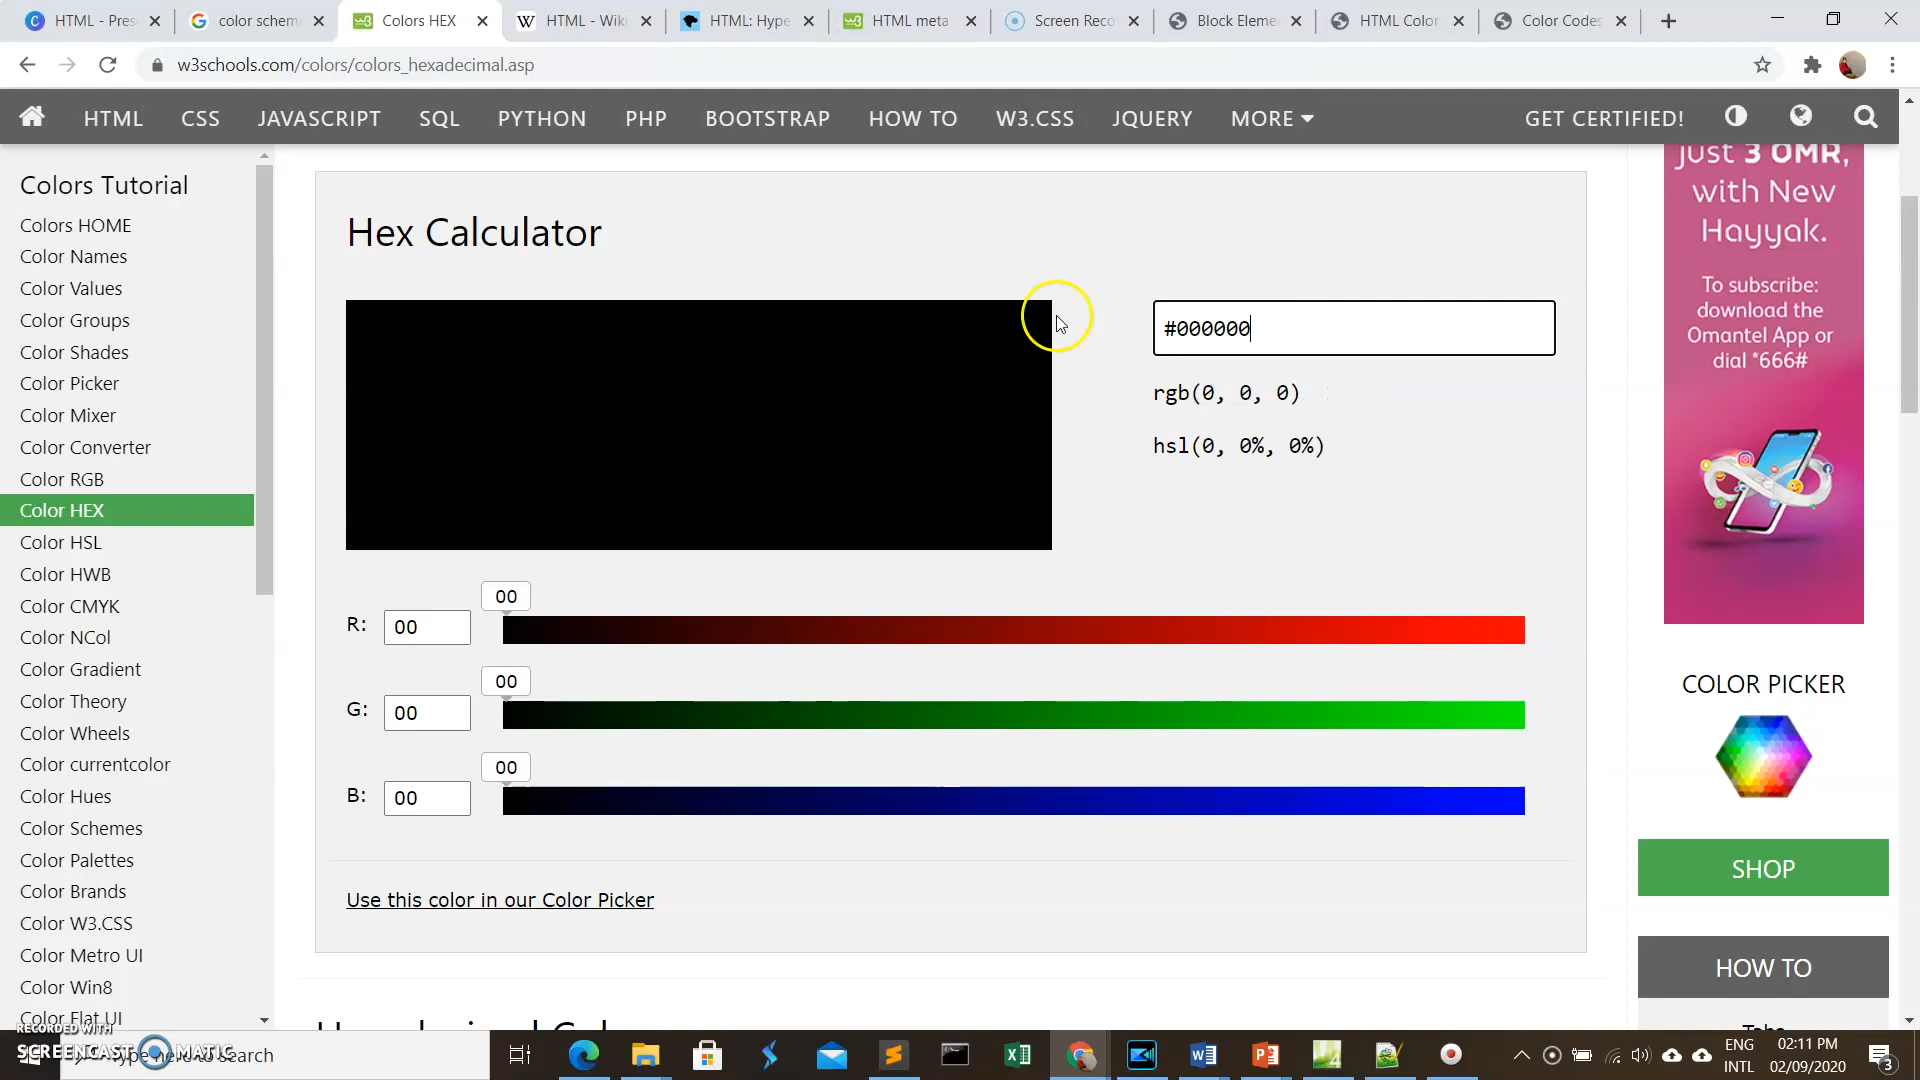 HTML - Pres
color schem
Colors HEX
HTML - Wiki
HTML: Hype
HTML meta
Screen Reco
Block Eleme
HTML Color
Color Codes
w3schools.com/colors/colors_hexadecimal.asp
HTML CSS JAVASCRIPT SQL PYTHON PHP BOOTSTRAP HOW TO W3.CSS JQUERY MORE GET CERTIFIED!
Colors Tutorial
Colors HOME
Color Names
Color Values
Color Groups
Color Shades
Color Picker
Color Mixer
Color Converter
Color RGB
Color HEX
Color HSL
Color HWB
Color CMYK
Color NCol
Color Gradient
Color Theory
Color Wheels
Color currentcolor
Color Hues
Color Schemes
Color Palettes
Color Brands
Color W3.CSS
Color Metro UI
Color Win8
Color Flat UI
Hex Calculator
#000000
rgb(0, 0, 0)
hsl(0, 0%, 0%)
00
R: 00
00
G: 00
00
B: 00
Use this color in our Color Picker
just 3 OMR,
with New
Hayyak.
To subscribe:
download the
Omantel App or
dial *666#
COLOR PICKER
SHOP
HOW TO
Tabs
RECORDED WITH
SCREENCAST MATIC
Type here to search
ENG
INTL
02:11 PM
02/09/2020
3